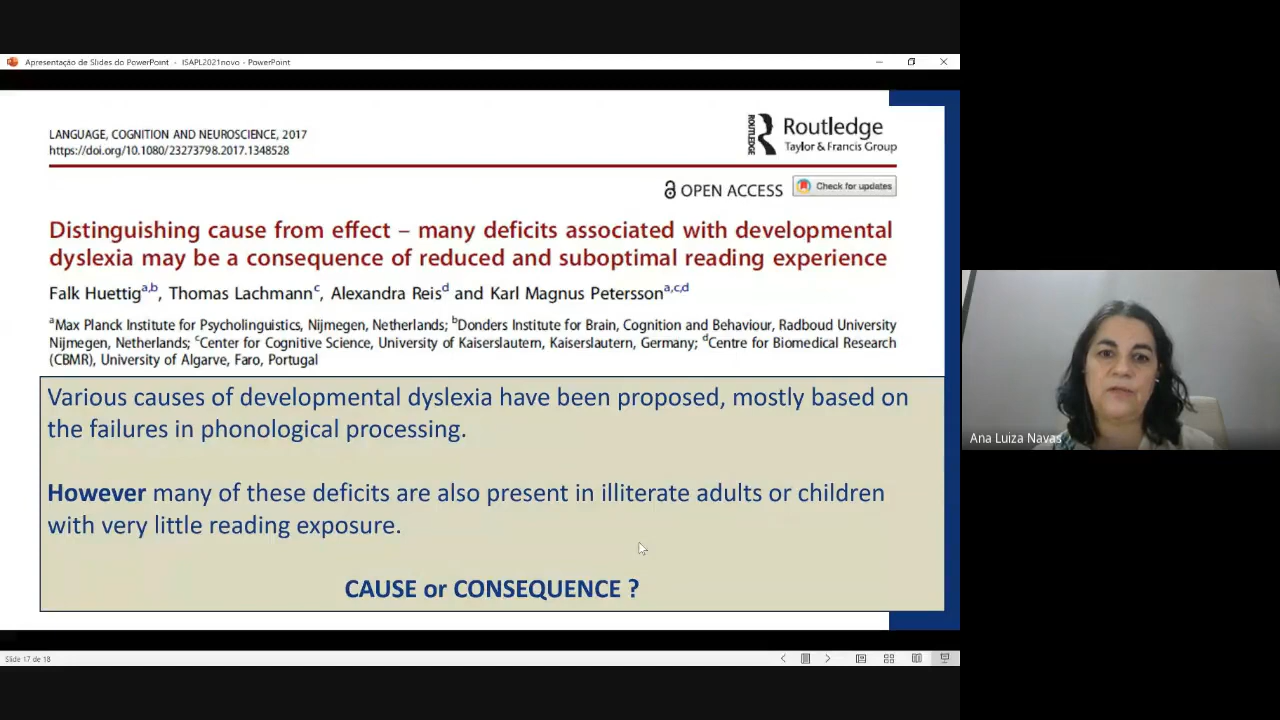 Apresentação de Slides do PowerPoint - ISAPL2021novo - PowerPoint
LANGUAGE, COGNITION AND NEUROSCIENCE, 2017
https://doi.org/10.1080/23273798.2017.1348528
ROUTLEDGE
Routledge
Taylor & Francis Group
OPEN ACCESS
Check for updates
Distinguishing cause from effect – many deficits associated with developmental
dyslexia may be a consequence of reduced and suboptimal reading experience
Falk Huettig a,b, Thomas Lachmann c, Alexandra Reis d and Karl Magnus Petersson a,c,d
a Max Planck Institute for Psycholinguistics, Nijmegen, Netherlands; b Donders Institute for Brain, Cognition and Behaviour, Radboud University
Nijmegen, Netherlands; c Center for Cognitive Science, University of Kaiserslautern, Kaiserslautern, Germany; d Centre for Biomedical Research
(CBMR), University of Algarve, Faro, Portugal
Various causes of developmental dyslexia have been proposed, mostly based on
the failures in phonological processing.
However many of these deficits are also present in illiterate adults or children
with very little reading exposure.
CAUSE or CONSEQUENCE ?
Ana Luiza Navas
Slide 17 de 18